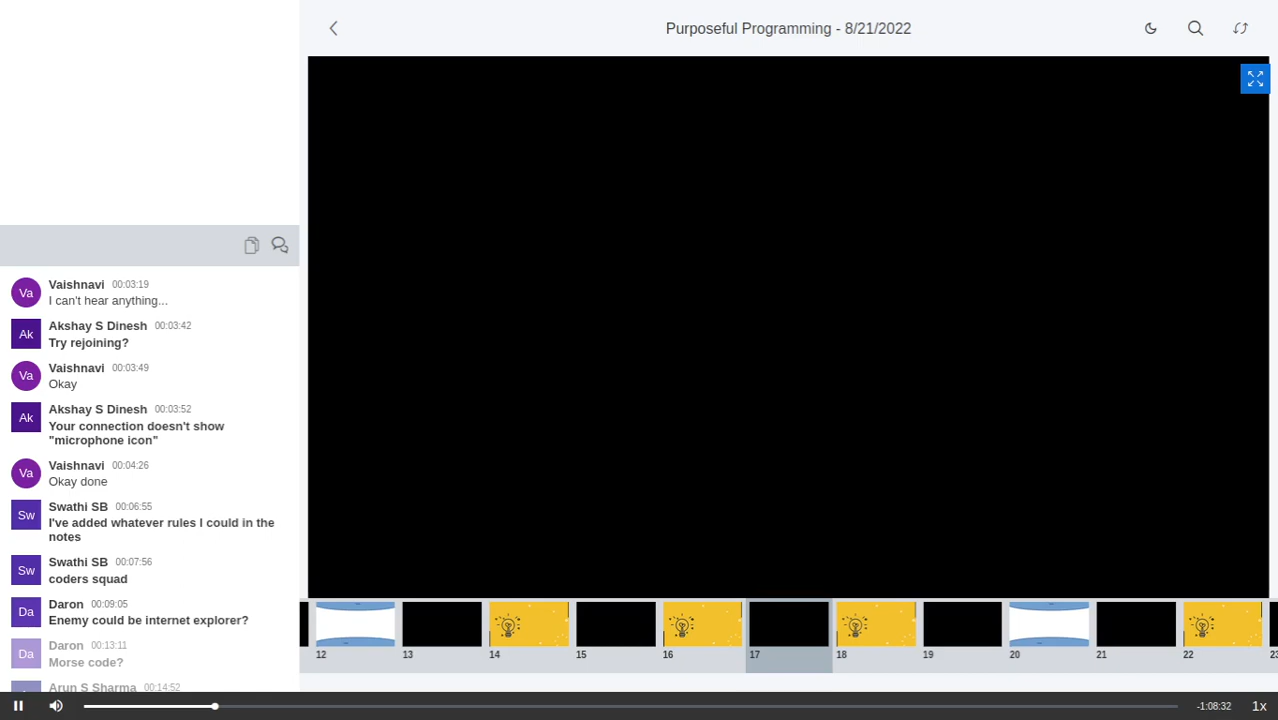 Purposeful Programming - 8/21/2022
Va
Vaishnavi 00:03:19
I can't hear anything...
Ak
Akshay S Dinesh 00:03:42
Try rejoining?
Va
Vaishnavi 00:03:49
Okay
Ak
Akshay S Dinesh 00:03:52
Your connection doesn't show
"microphone icon"
Va
Vaishnavi 00:04:26
Okay done
Sw
Swathi SB 00:06:55
I've added whatever rules I could in the
notes
Sw
Swathi SB 00:07:56
coders squad
Da
Daron 00:09:05
Enemy could be internet explorer?
Da
Daron 00:13:11
Morse code?
Arun S Sharma 00:14:52
12 13 14 15 16 17 18 19 20 21 22 23
-1:08:32 1x